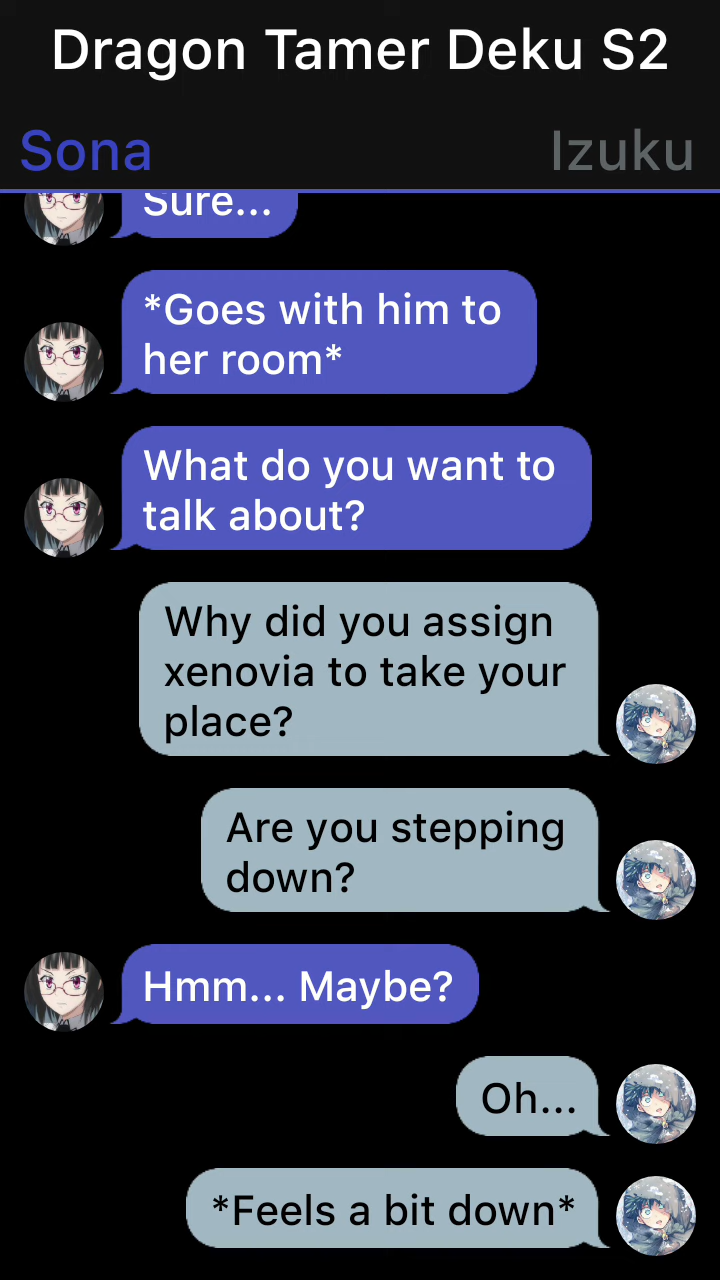 Dragon Tamer Deku S2
Sona
Izuku
Sure...
*Goes with him to
her room*
What do you want to
talk about?
Why did you assign
xenovia to take your
place?
Are you stepping
down?
Hmm... Maybe?
Oh...
*Feels a bit down*